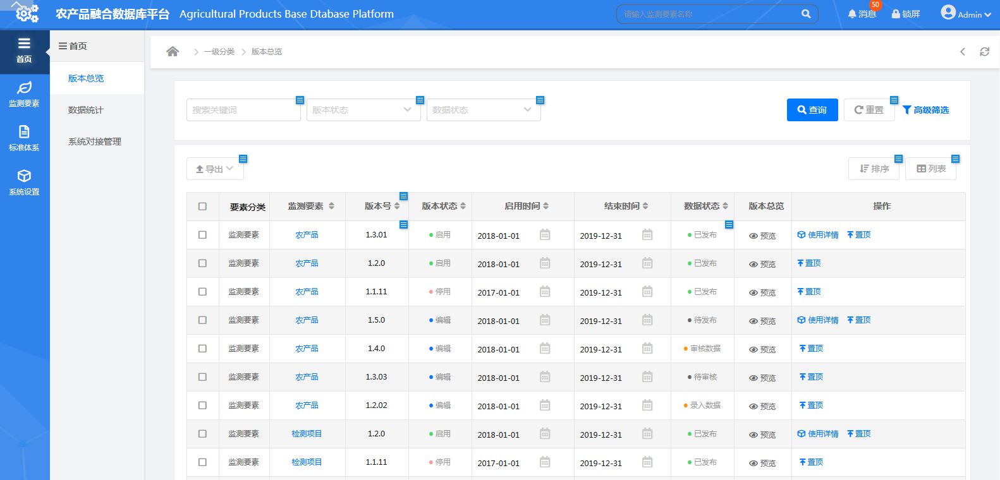 农产品融合数据库平台 Agricultural Products Base Dtabase Platform
请输入监测要素名称
消息 50 锁屏 Admin
首页
监测要素
标准体系
系统设置
首页
版本总览
数据统计
系统对接管理
一级分类 版本总览
搜索关键词 版本状态 数据状态 查询 重置 高级筛选
导出 排序 列表
要素分类 监测要素 版本号 版本状态 启用时间 结束时间 数据状态 版本总览 操作
监测要素 农产品 1.3.01 启用 2018-01-01 2019-12-31 已发布 预览 使用详情 置顶
监测要素 农产品 1.2.0 启用 2018-01-01 2019-12-31 已发布 预览 置顶
监测要素 农产品 1.1.11 停用 2017-01-01 2019-12-31 已发布 预览 置顶
监测要素 农产品 1.5.0 编辑 2018-01-01 2019-12-31 待发布 预览 使用详情 置顶
监测要素 农产品 1.4.0 编辑 2018-01-01 2019-12-31 审核数据 预览 置顶
监测要素 农产品 1.3.03 编辑 2018-01-01 2019-12-31 待审核 预览 置顶
监测要素 农产品 1.2.02 编辑 2018-01-01 2019-12-31 录入数据 预览 置顶
监测要素 检测项目 1.2.0 启用 2018-01-01 2019-12-31 已发布 预览 使用详情 置顶
监测要素 检测项目 1.1.11 停用 2017-01-01 2019-12-31 已发布 预览 置顶